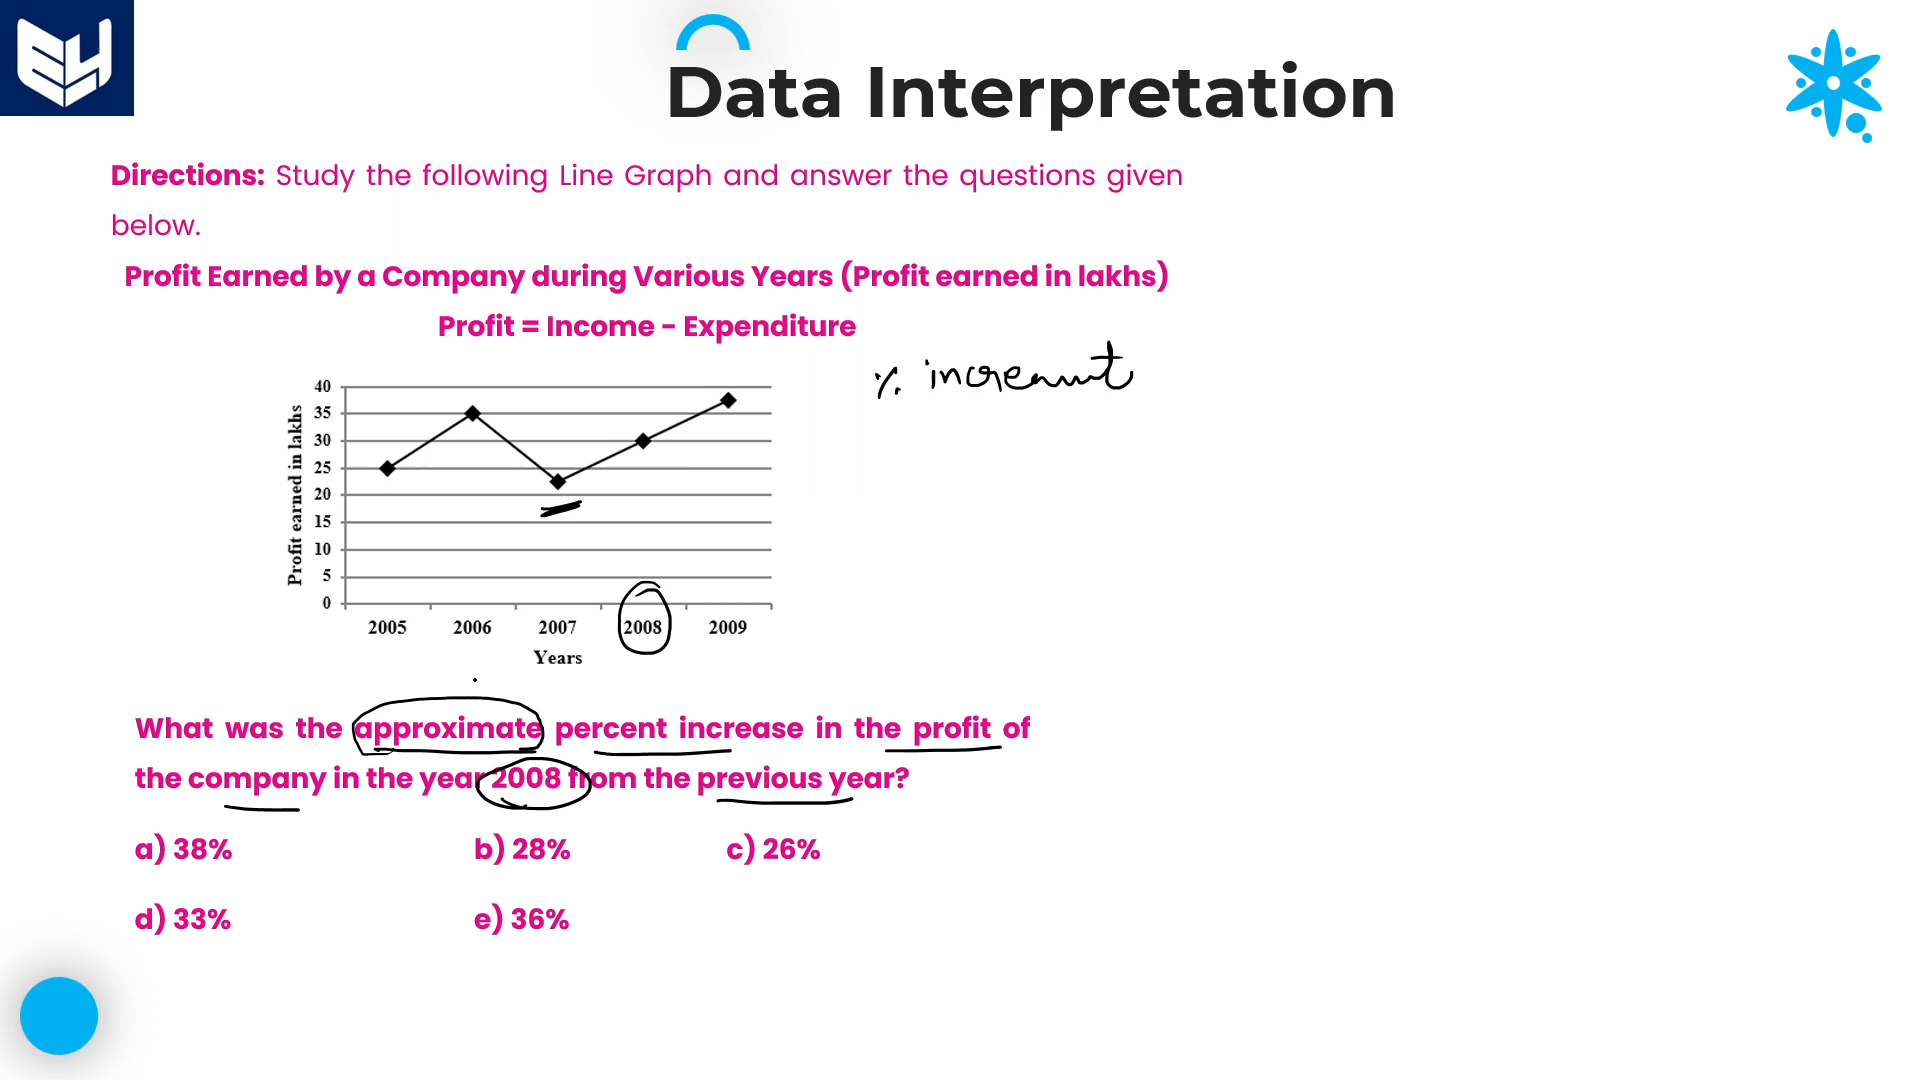 Data Interpretation
Directions: Study the following Line Graph and answer the questions given
below.
Profit Earned by a Company during Various Years (Profit earned in lakhs)
Profit = Income - Expenditure
% increment
Profit earned in lakhs
40
35
30
25
20
15
10
5
0
2005 2006 2007 2008 2009
Years
What was the approximate percent increase in the profit of
the company in the year 2008 from the previous year?
a) 38% b) 28% c) 26%
d) 33% e) 36%